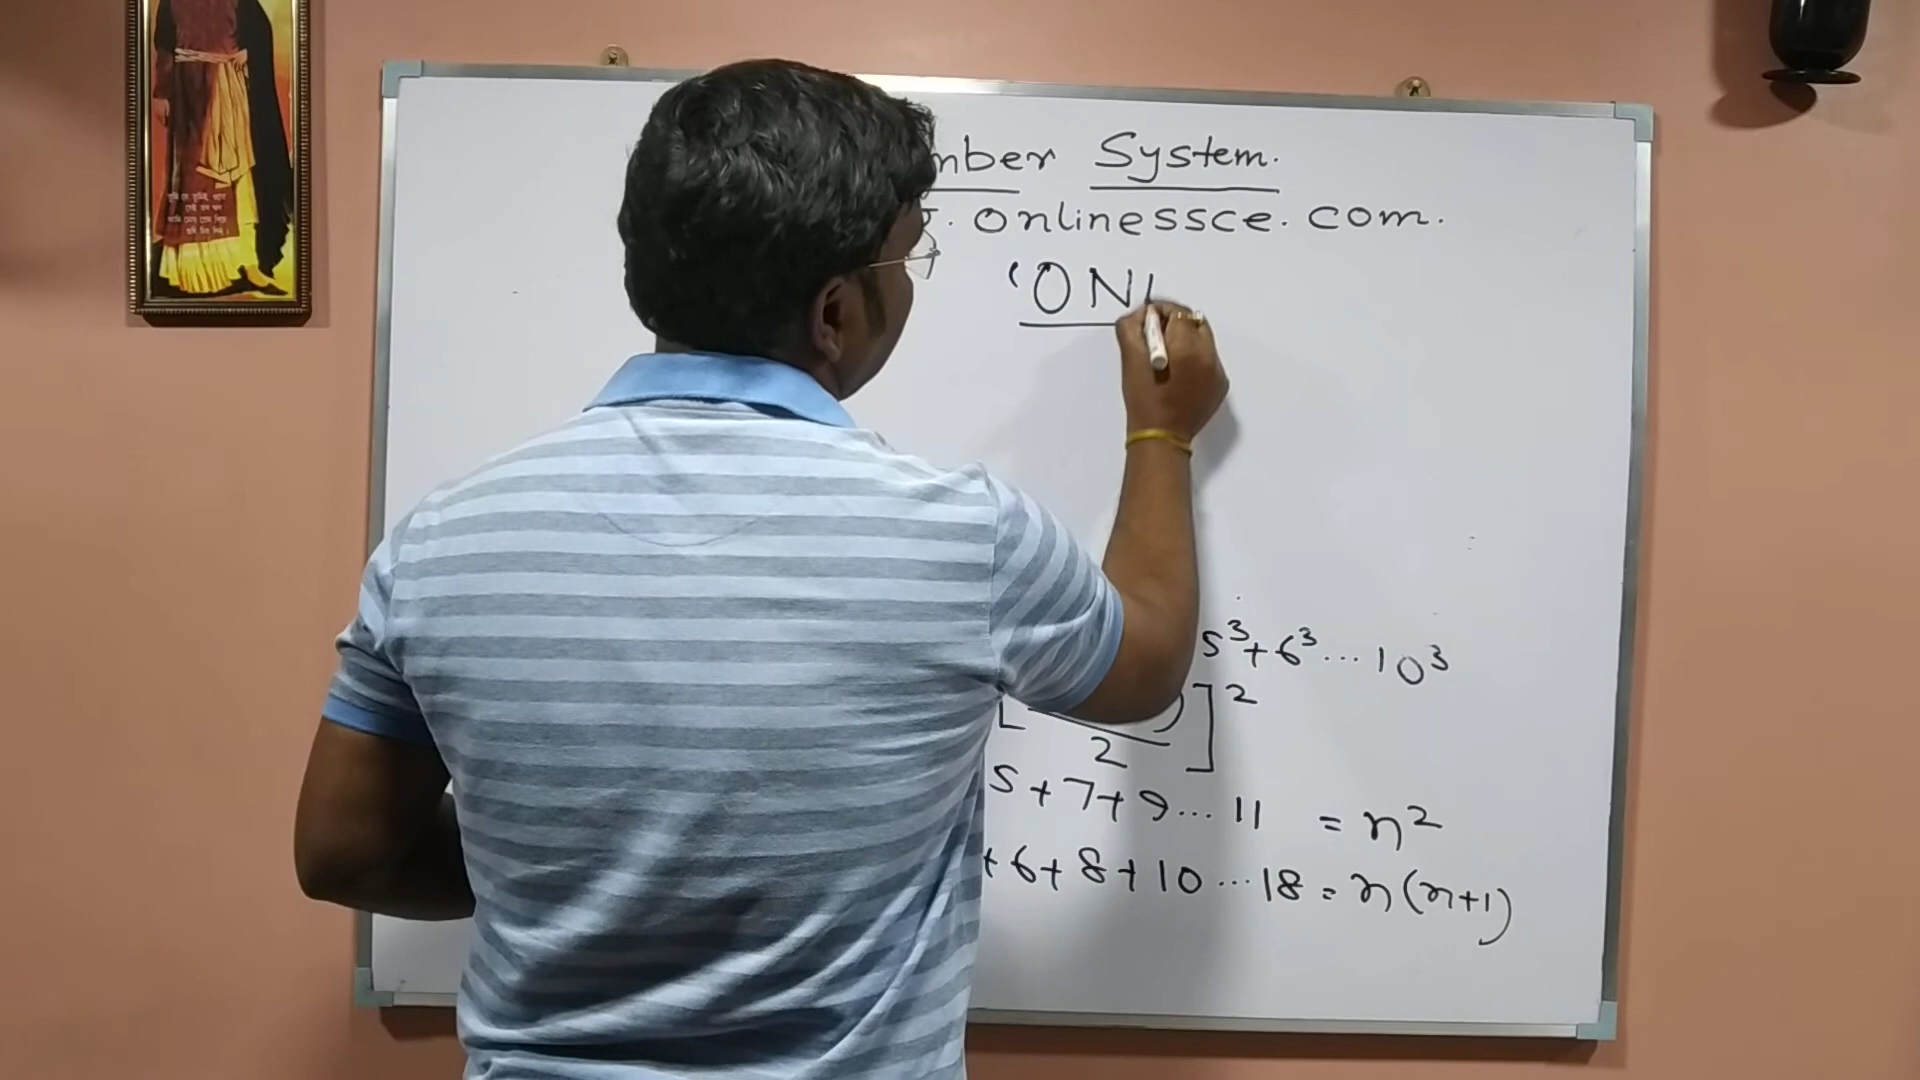 mber System.
. onlinessce. com.
'ON
5³+6³...10³
]²
2
5+7+9...11 = n²
+6+8+10...18 = n(n+1)